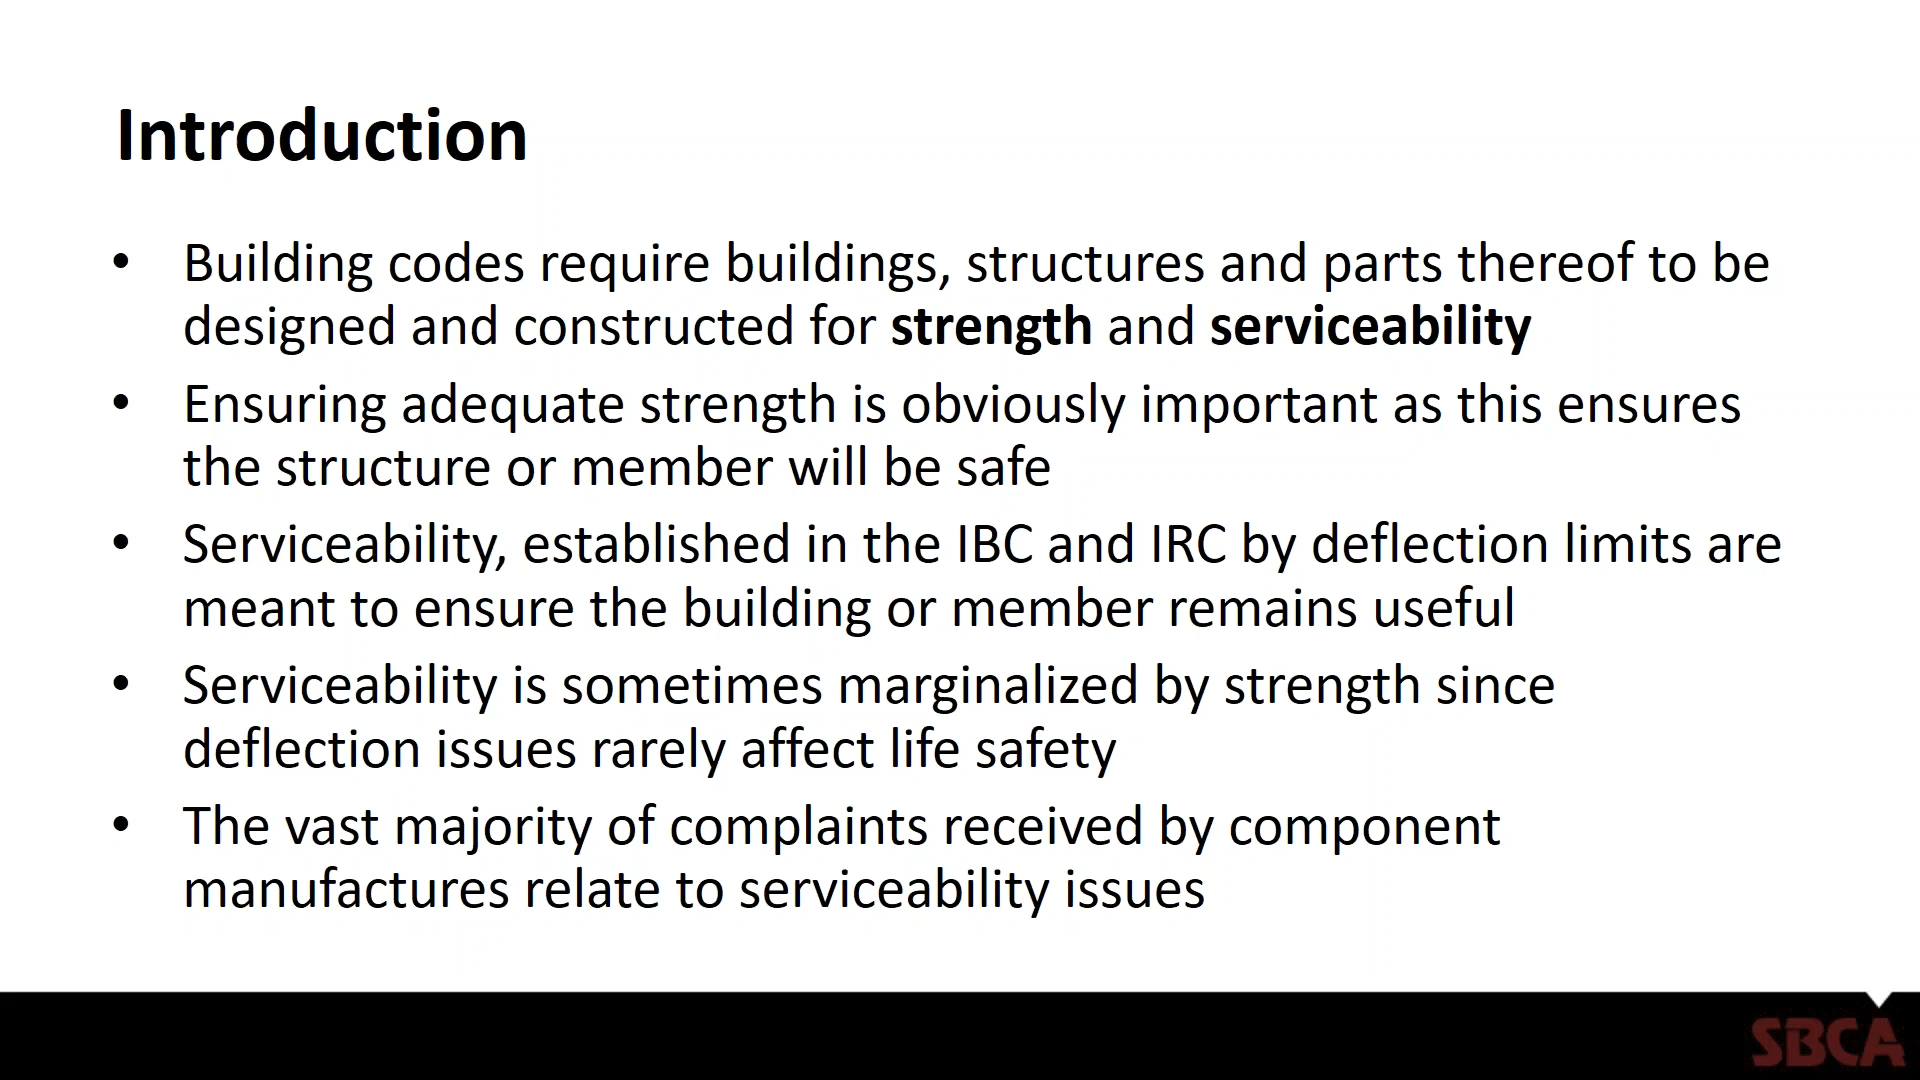 Introduction
• Building codes require buildings, structures and parts thereof to be
designed and constructed for strength and serviceability
• Ensuring adequate strength is obviously important as this ensures
the structure or member will be safe
• Serviceability, established in the IBC and IRC by deflection limits are
meant to ensure the building or member remains useful
• Serviceability is sometimes marginalized by strength since
deflection issues rarely affect life safety
• The vast majority of complaints received by component
manufactures relate to serviceability issues
SBCA